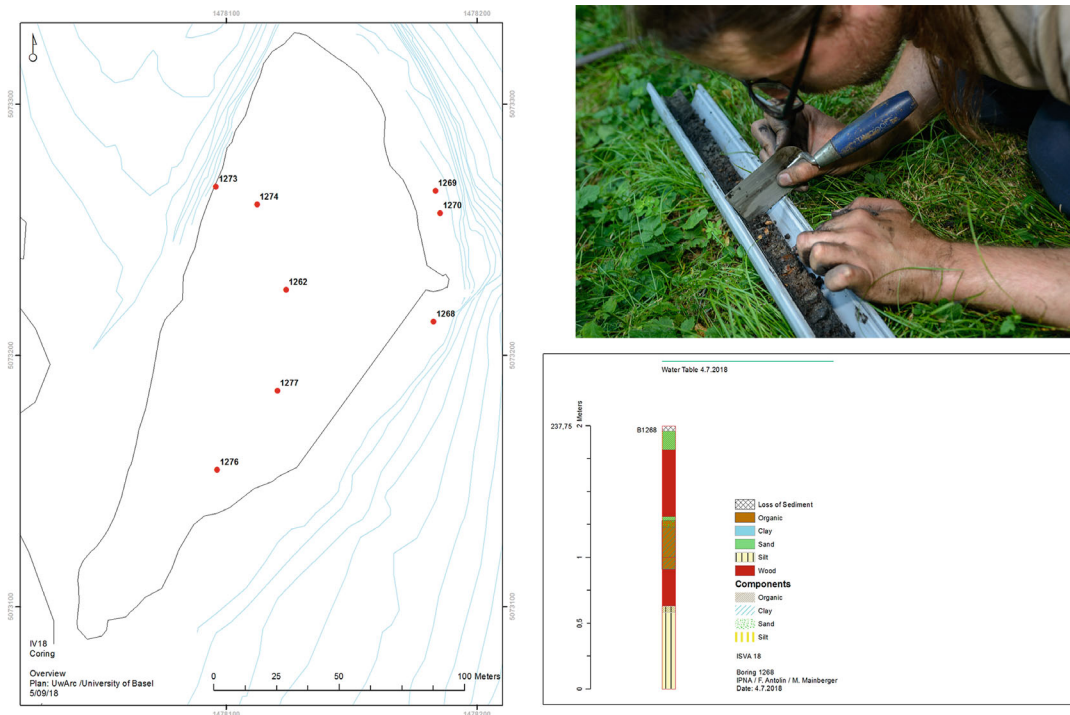 1478100
1478200
5073300
5073300
1273
1274
1269
1270
1262
1268
5073200
5073200
1277
1276
5073100
5073100
IV18
Coring
Overview
Plan: UwArc /University of Basel
5/09/18
0 25 50 100 Meters
1478100
1478200
Water Table 4.7.2018
237,75
2 Meters
B1268
1
0,5
0
Loss of Sediment
Organic
Clay
Sand
Silt
Wood
Components
Organic
Clay
Sand
Silt
ISVA 18
Boring 1268
IPNA / F. Antolin / M. Mainberger
Date: 4.7.2018